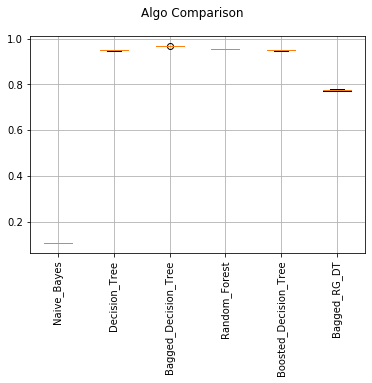 Algo Comparison
1.0
0.8
0.6
0.4
0.2
Naive_Bayes
Decision_Tree
Bagged_Decision_Tree
Random_Forest
Boosted_Decision_Tree
Bagged_RG_DT